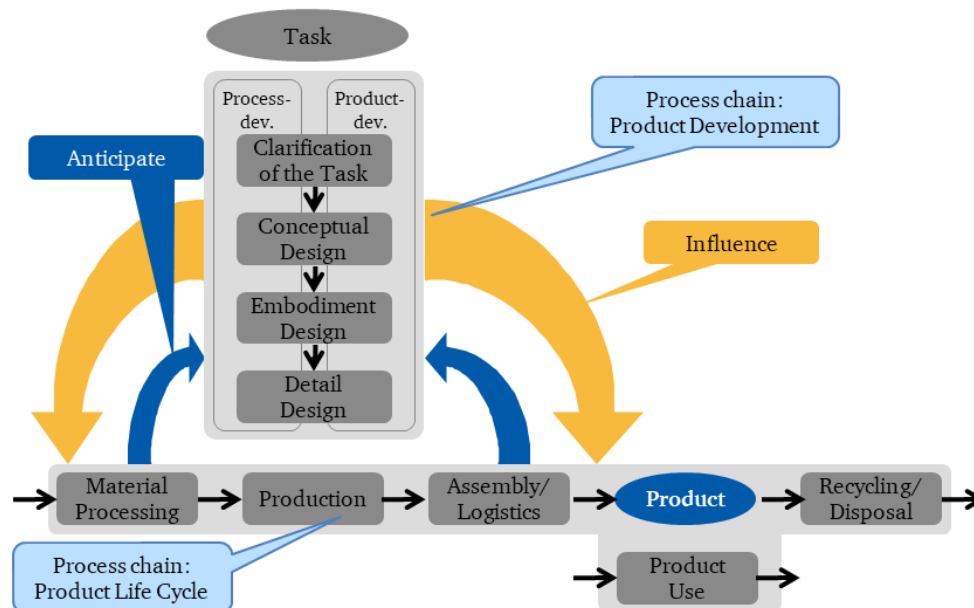 Task
Process-
dev.
Product-
dev.
Process chain:
Product Development
Anticipate
Clarification
of the Task
Conceptual
Design
Influence
Embodiment
Design
Detail
Design
Material
Processing
Production
Assembly/
Logistics
Product
Recycling/
Disposal
Process chain:
Product Life Cycle
Product
Use